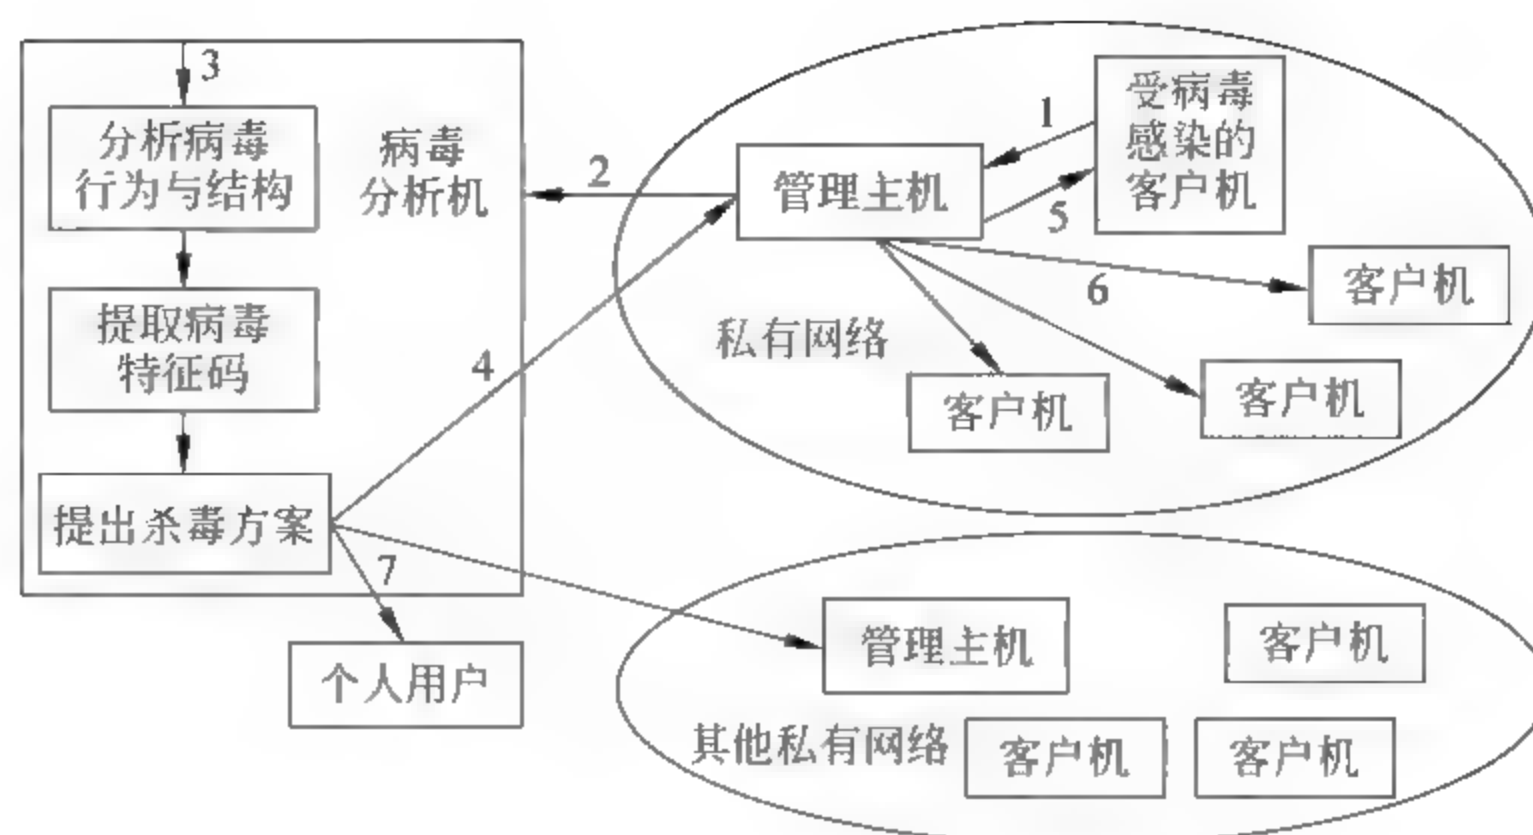 3
分析病毒
行为与结构
病毒
分析机
提取病毒
特征码
提出杀毒方案
2
4
7
个人用户
1
受病毒
感染的
客户机
管理主机
5
6
客户机
私有网络
客户机
客户机
管理主机
客户机
其他私有网络
客户机
客户机